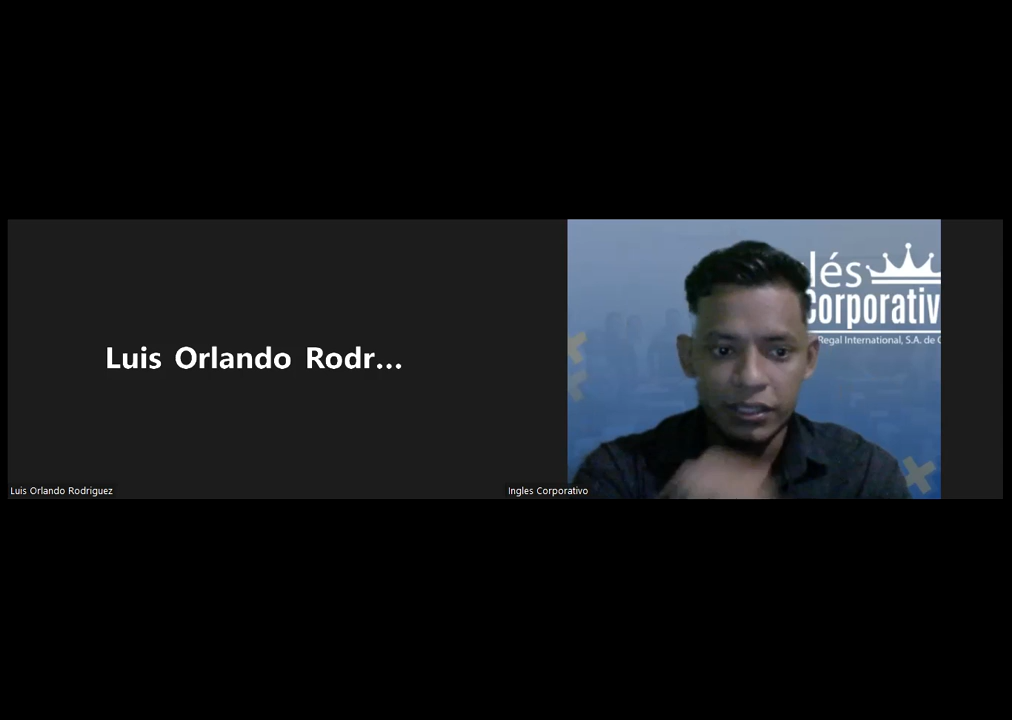 Luis Orlando Rodr...
lés
Corporativ
Regal International, S.A. de C
Luis Orlando Rodriguez
Ingles Corporativo